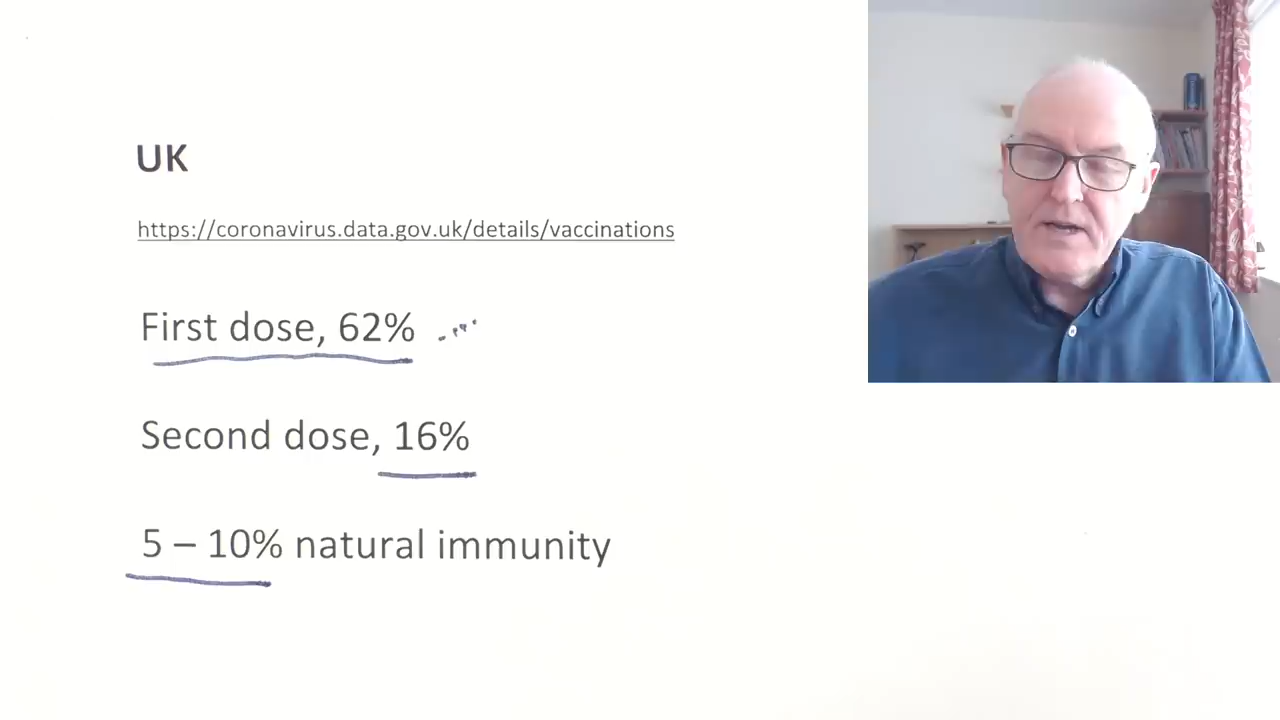 UK
https://coronavirus.data.gov.uk/details/vaccinations
First dose, 62%
Second dose, 16%
5 – 10% natural immunity